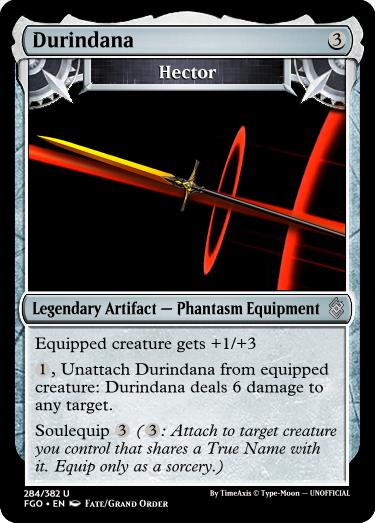 Durindana 3
Hector
Legendary Artifact — Phantasm Equipment
Equipped creature gets +1/+3
1, Unattach Durindana from equipped
creature: Durindana deals 6 damage to
any target.
Soulequip 3 (3: Attach to target creature
you control that shares a True Name with
it. Equip only as a sorcery.)
284/382 U
FGO • EN Fate/Grand Order
By TimeAxis © Type-Moon — UNOFFICIAL